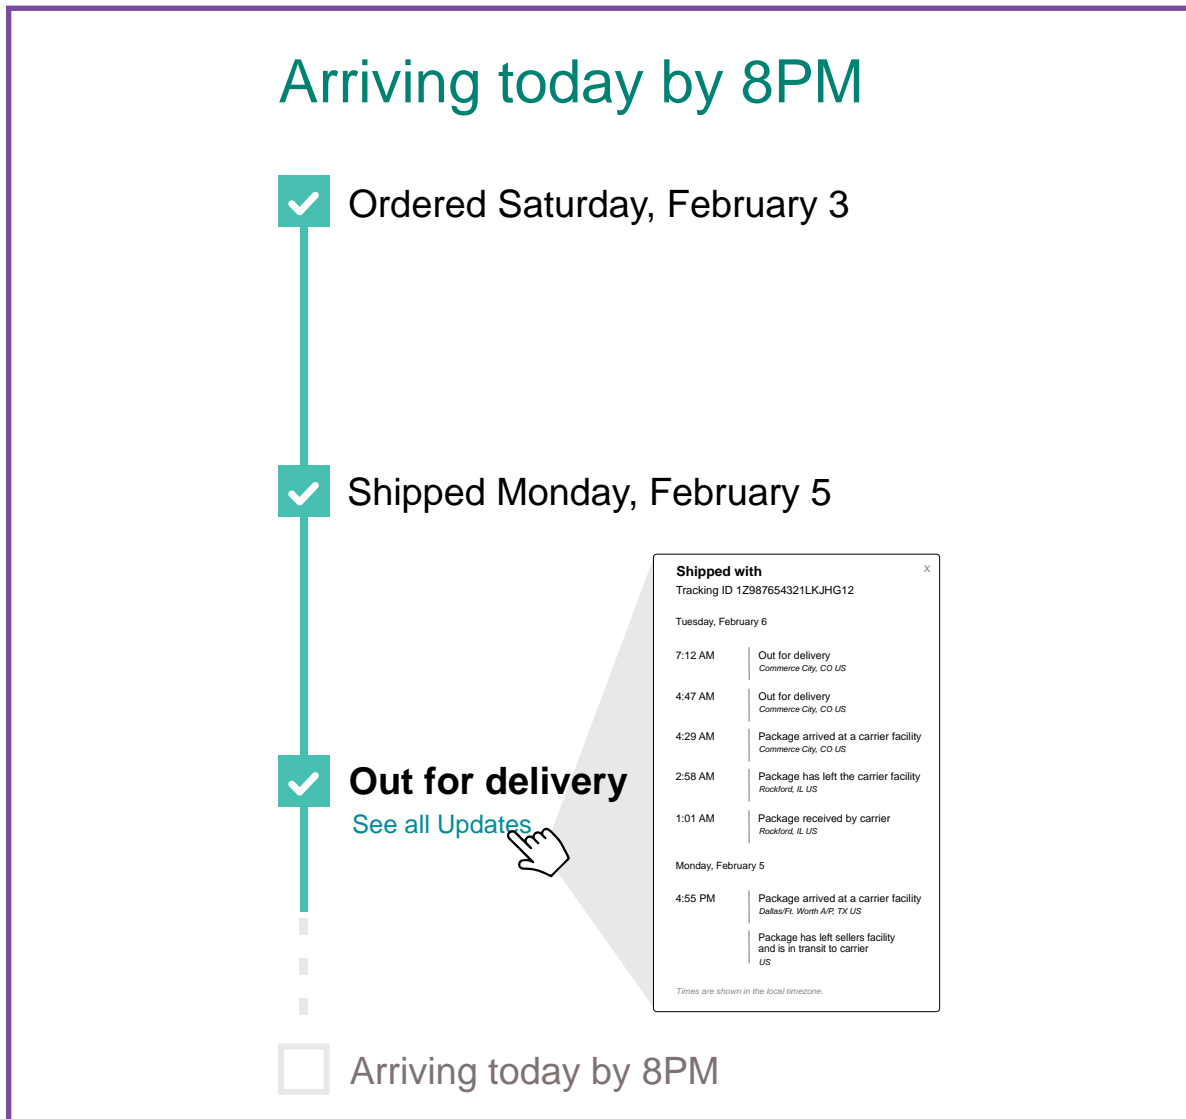 Arriving today by 8PM
Ordered Saturday, February 3
Shipped Monday, February 5
Out for delivery
See all Updates
Shipped with
x
Tracking ID 1Z987654321LKJHG12
Tuesday, February 6
7:12 AM
Out for delivery
Commerce City, CO US
4:47 AM
Out for delivery
Commerce City, CO US
4:29 AM
Package arrived at a carrier facility
Commerce City, CO US
2:58 AM
Package has left the carrier facility
Rockford, IL US
1:01 AM
Package received by carrier
Rockford, IL US
Monday, February 5
4:55 PM
Package arrived at a carrier facility
Dallas/Ft. Worth A/P, TX US
Package has left sellers facility
and is in transit to carrier
US
Times are shown in the local timezone.
Arriving today by 8PM